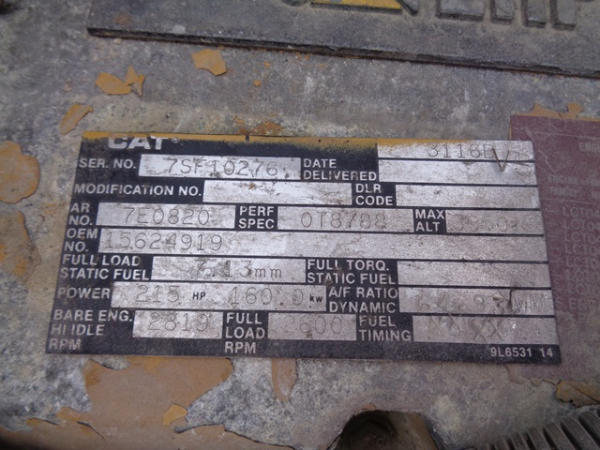 CAT
SER. NO. 7SF10276 DATE DELIVERED 3116
MODIFICATION NO. DLR CODE
AR NO. 7E0820 PERF SPEC 0T8788 MAX ALT
OEM NO. 15624919
FULL LOAD STATIC FUEL 13mm FULL TORQ. STATIC FUEL
POWER 215 HP 160.0 kw A/F RATIO DYNAMIC
BARE ENG. HI IDLE RPM 2819 FULL LOAD RPM 600 FUEL TIMING
9L6531 14